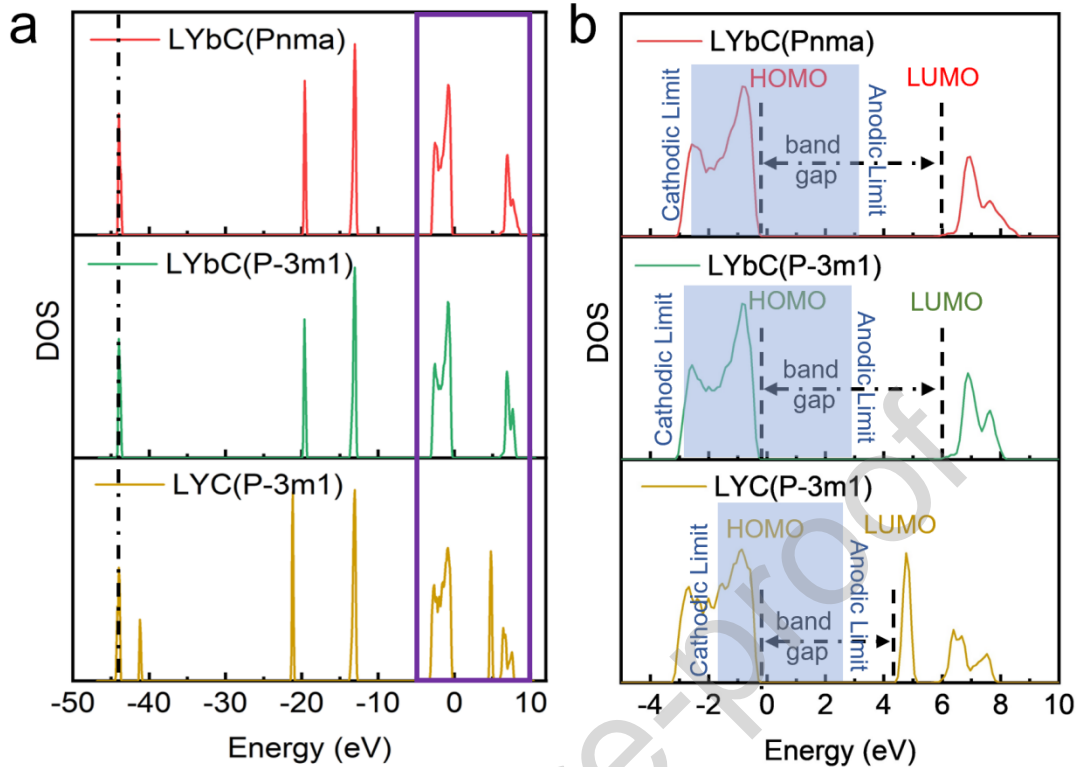 a
LYbC(Pnma)
LYbC(P-3m1)
LYC(P-3m1)
DOS
-50 -40 -30 -20 -10 0 10
Energy (eV)
b
LYbC(Pnma)
Cathodic Limit
HOMO
Anodic Limit
LUMO
band
gap
LYbC(P-3m1)
Cathodic Limit
HOMO
Anodic Limit
LUMO
band
gap
LYC(P-3m1)
Cathodic Limit
HOMO
Anodic Limit
LUMO
band
gap
DOS
-4 -2 0 2 4 6 8 10
Energy (eV)
e-proof